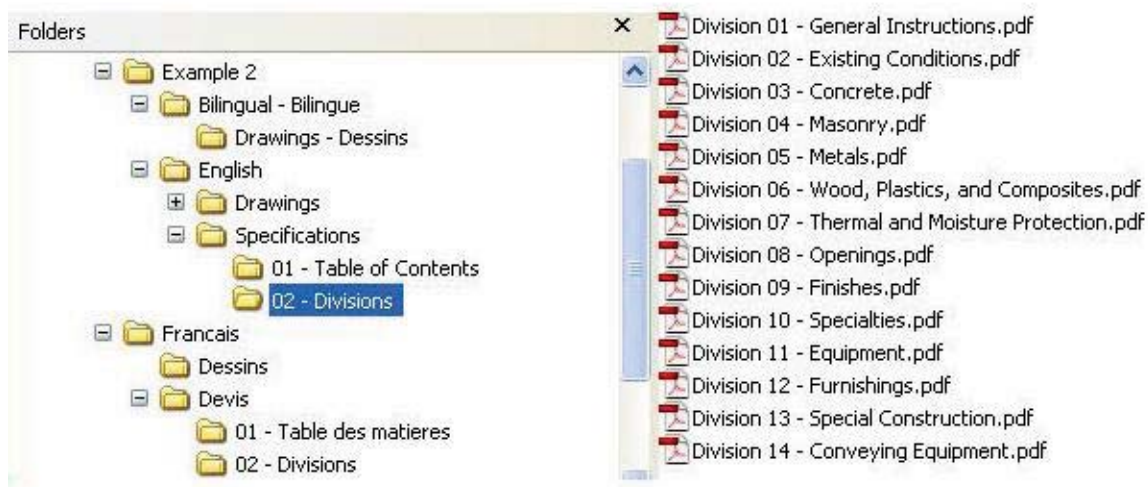 Folders
Example 2
Bilingual - Bilingue
Drawings - Dessins
English
Drawings
Specifications
01 - Table of Contents
02 - Divisions
Francais
Dessins
Devis
01 - Table des matieres
02 - Divisions
Division 01 - General Instructions.pdf
Division 02 - Existing Conditions.pdf
Division 03 - Concrete.pdf
Division 04 - Masonry.pdf
Division 05 - Metals.pdf
Division 06 - Wood, Plastics, and Composites.pdf
Division 07 - Thermal and Moisture Protection.pdf
Division 08 - Openings.pdf
Division 09 - Finishes.pdf
Division 10 - Specialties.pdf
Division 11 - Equipment.pdf
Division 12 - Furnishings.pdf
Division 13 - Special Construction.pdf
Division 14 - Conveying Equipment.pdf